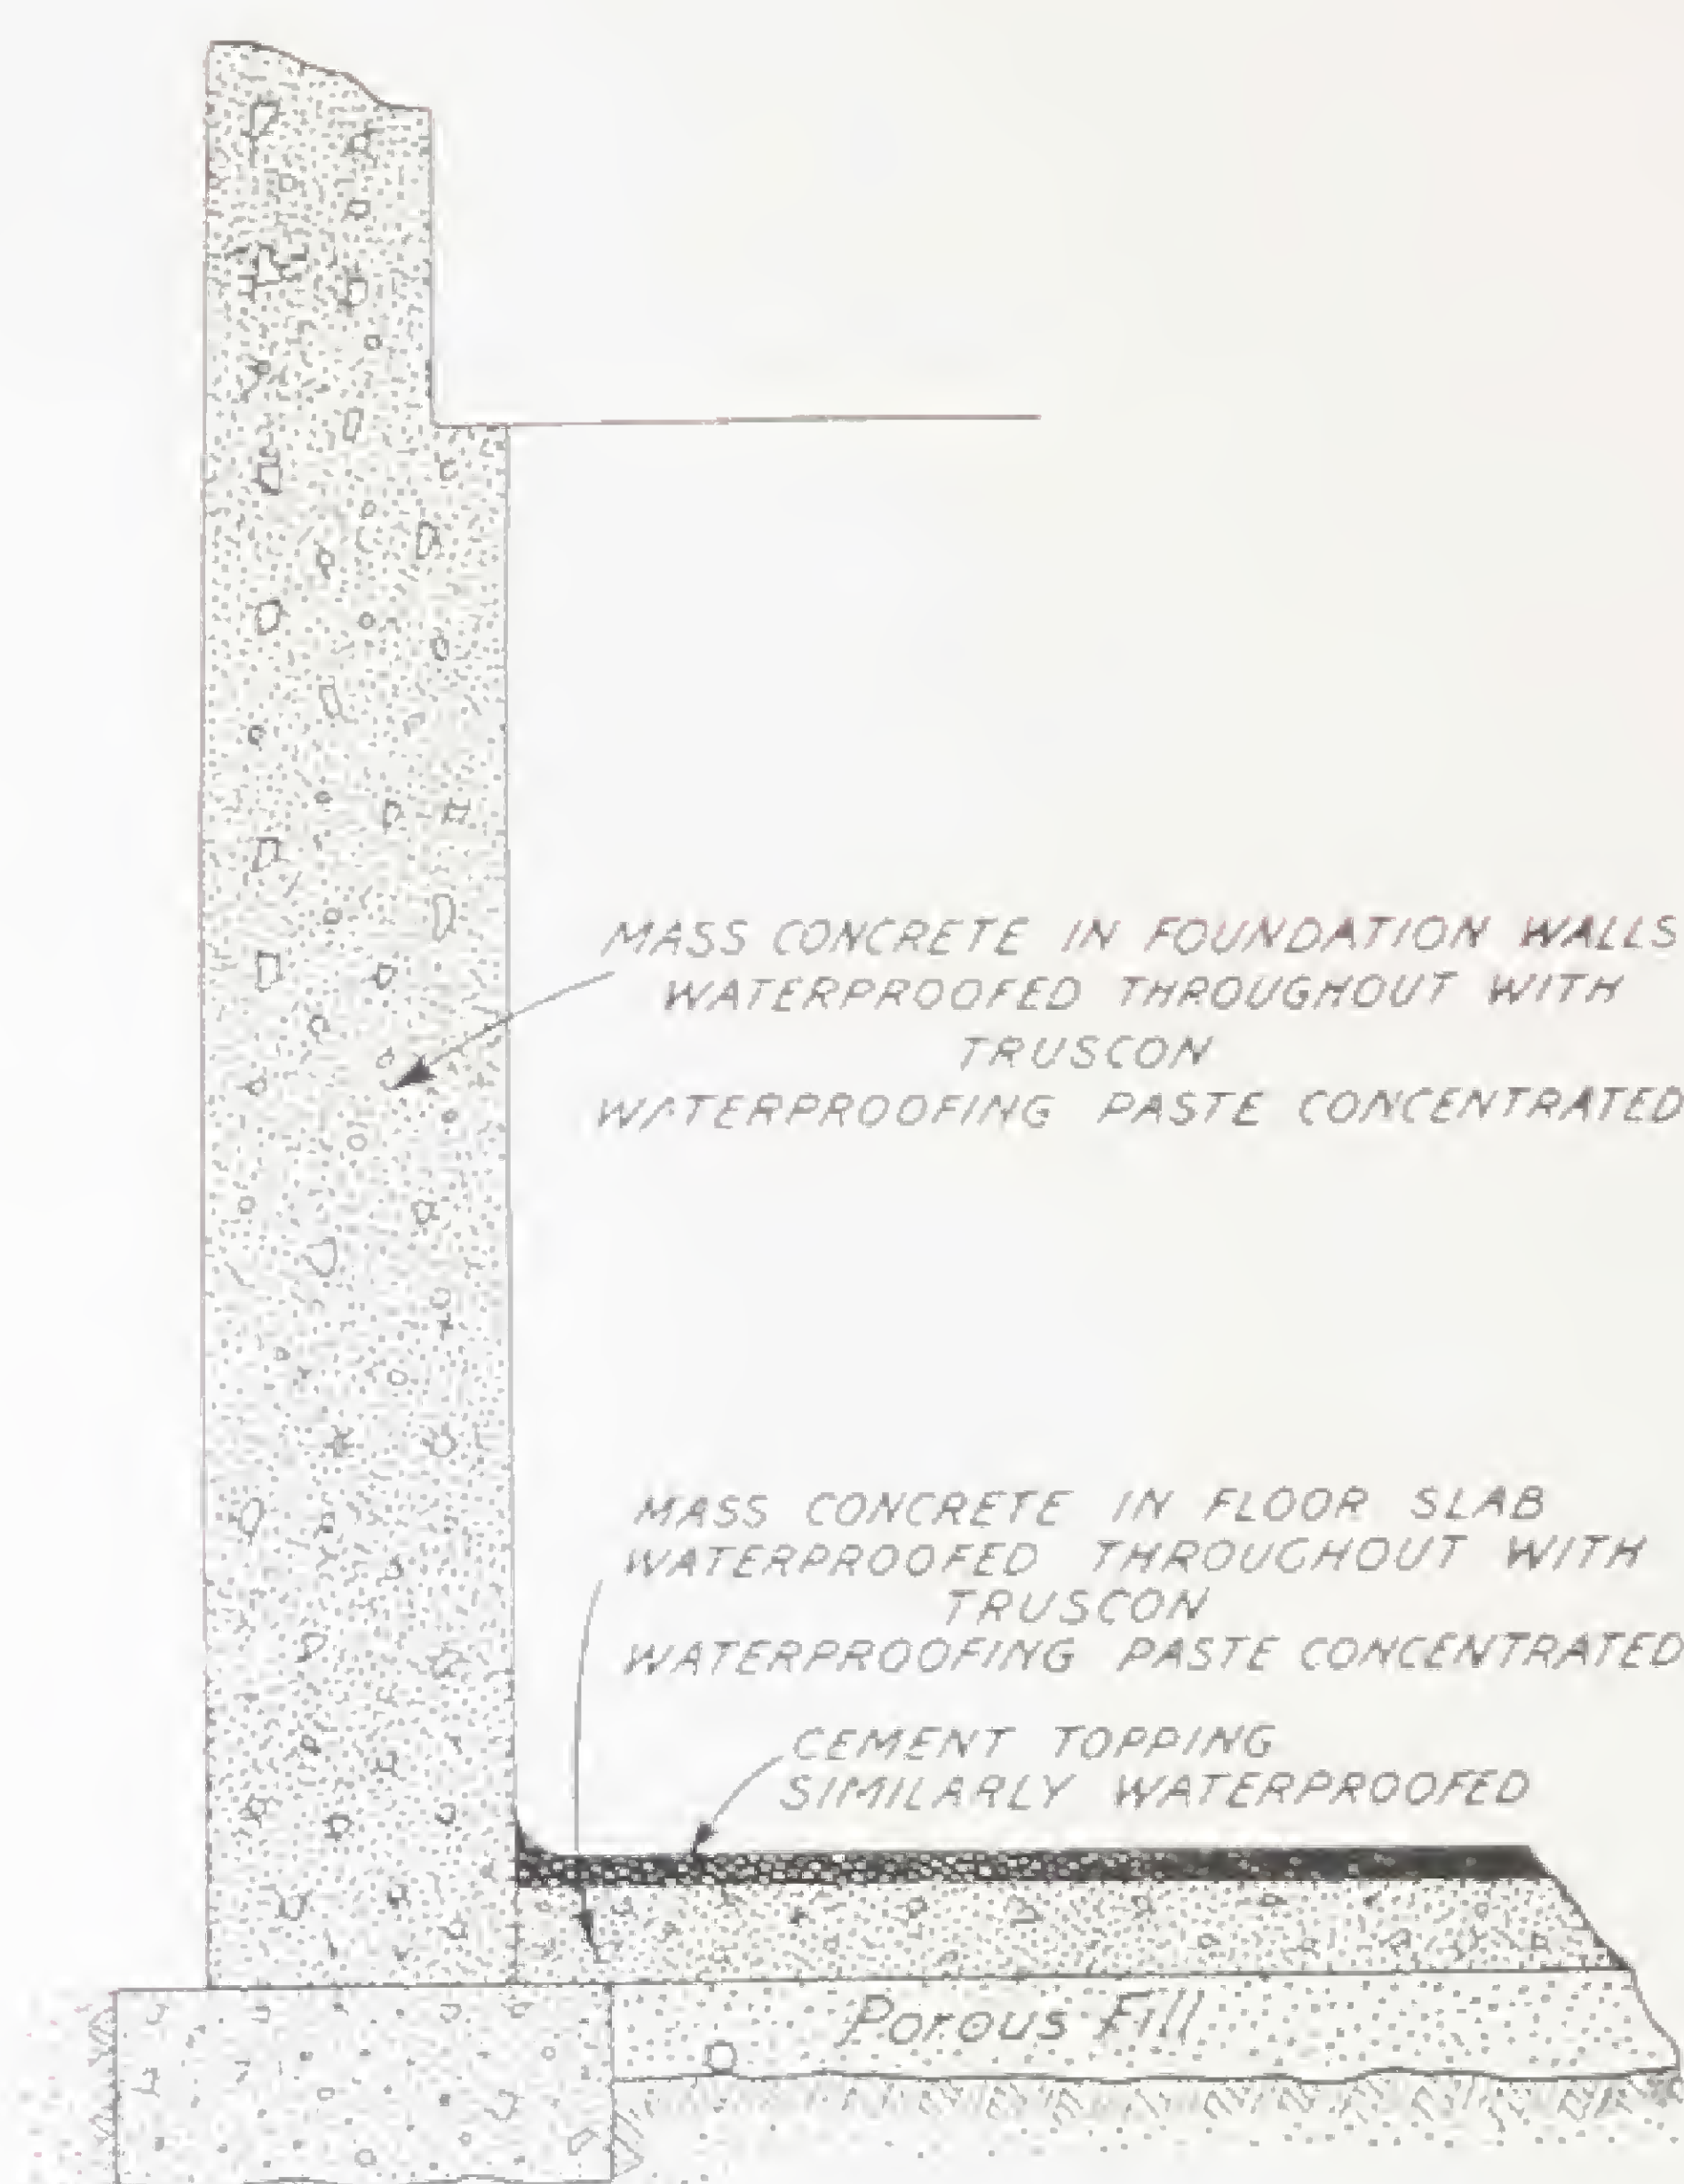 MASS CONCRETE IN FOUNDATION WALLS
WATERPROOFED THROUGHOUT WITH
TRUSCON
WATERPROOFING PASTE CONCENTRATED
MASS CONCRETE IN FLOOR SLAB
WATERPROOFED THROUGHOUT WITH
TRUSCON
WATERPROOFING PASTE CONCENTRATED
CEMENT TOPPING
SIMILARLY WATERPROOFED
Porous Fill